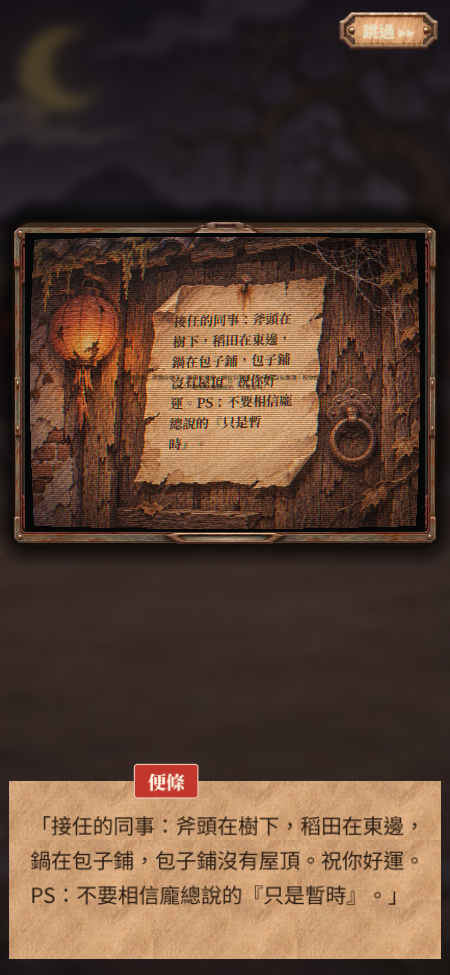 跳過
接任的同事：斧頭在
樹下，稻田在東邊，
鍋在包子鋪，包子鋪
沒有屋頂。祝你好
運。PS：不要相信龐
總說的『只是暫
時』。
便條
「接任的同事：斧頭在樹下，稻田在東邊，
鍋在包子鋪，包子鋪沒有屋頂。祝你好運。
PS：不要相信龐總說的『只是暫時』。」